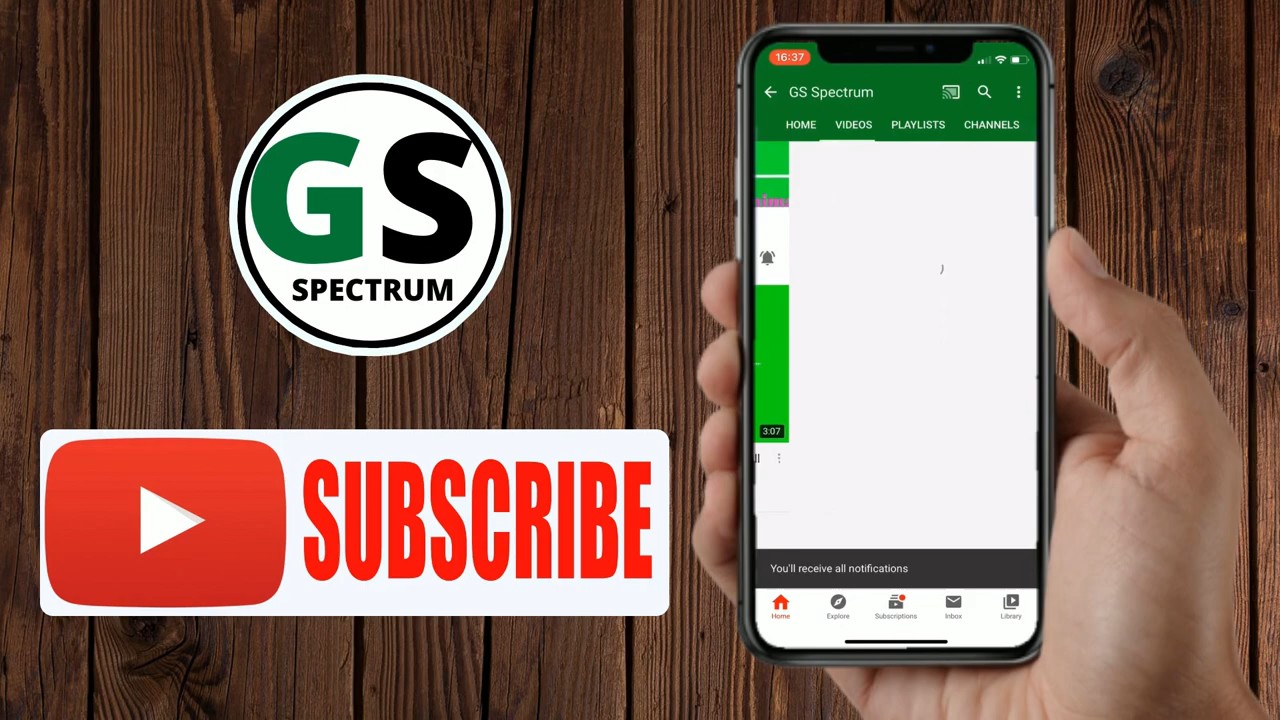 GS
SPECTRUM
SUBSCRIBE
16:37
GS Spectrum
HOME VIDEOS PLAYLISTS CHANNELS
3:07
You'll receive all notifications
Home Explore Subscriptions Inbox Library